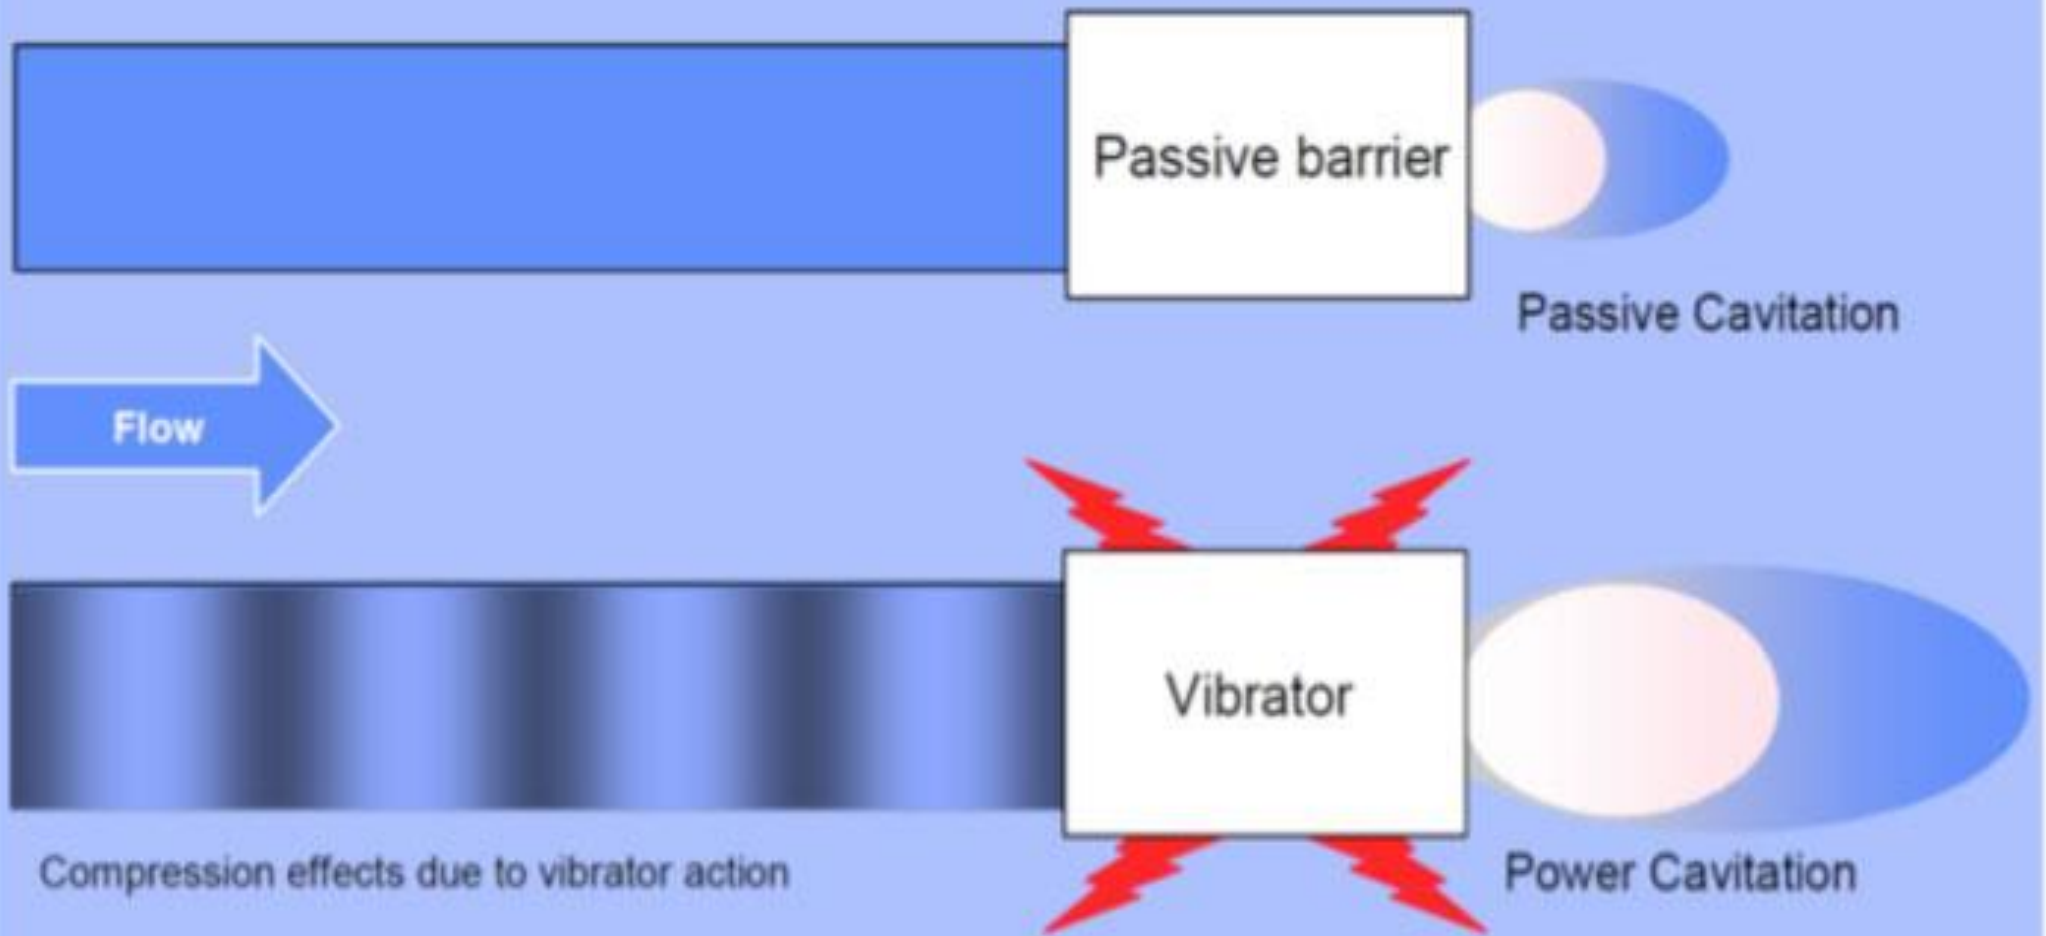 Passive barrier
Passive Cavitation
Flow
Vibrator
Compression effects due to vibrator action
Power Cavitation